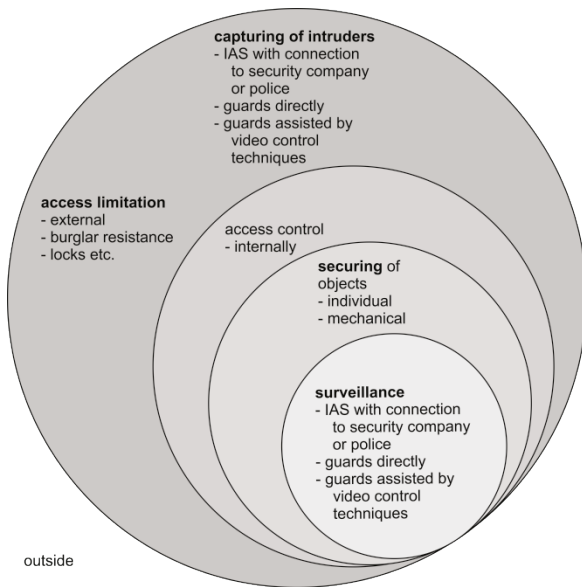 capturing of intruders
- IAS with connection
to security company
or police
- guards directly
- guards assisted by
video control
techniques
access limitation
- external
- burglar resistance
- locks etc.
access control
- internally
securing of
objects
- individual
- mechanical
surveillance
- IAS with connection
to security company
or police
- guards directly
- guards assisted by
video control
techniques
outside